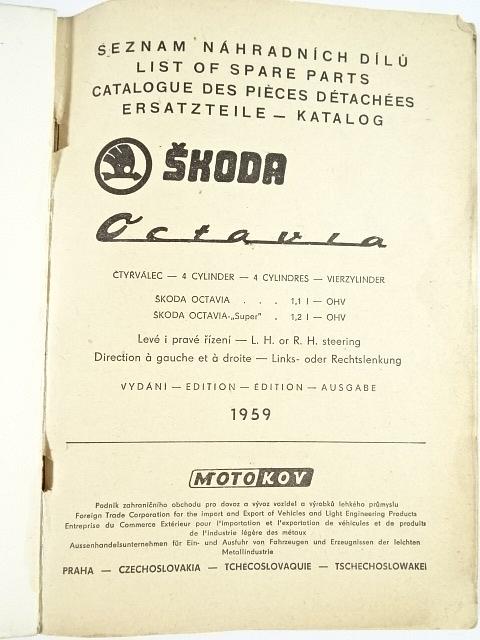 SEZNAM NÁHRADNÍCH DÍLŮ
LIST OF SPARE PARTS
CATALOGUE DES PIÈCES DÉTACHÉES
ERSATZTEILE — KATALOG
ŠKODA
Octavia
ČTYRVÁLEC — 4 CYLINDER — 4 CYLINDRES — VIERZYLINDER
ŠKODA OCTAVIA . . . 1,1 l — OHV
ŠKODA OCTAVIA-„Super" . 1,2 l — OHV
Levé i pravé řízení — L. H. or R. H. steering
Direction à gauche et à droite — Links- oder Rechtslenkung
VYDÁNÍ — EDITION — ÉDITION — AUSGABE
1959
MOTOKOV
Podnik zahraničního obchodu pro dovoz a vývoz vozidel a výrobků lehkého průmyslu
Foreign Trade Corporation for the Import and Export of Vehicles and Light Engineering Products
Entreprise du Commerce Extérieur pour l'importation et l'exportation de véhicules et de produits
de l'industrie légère des métaux
Aussenhandelsunternehmen für Ein- und Ausfuhr von Fahrzeugen und Erzeugnissen der leichten
Metallindustrie
PRAHA — CZECHOSLOVAKIA — TCHECOSLOVAQUIE — TSCHECHOSLOWAKEI